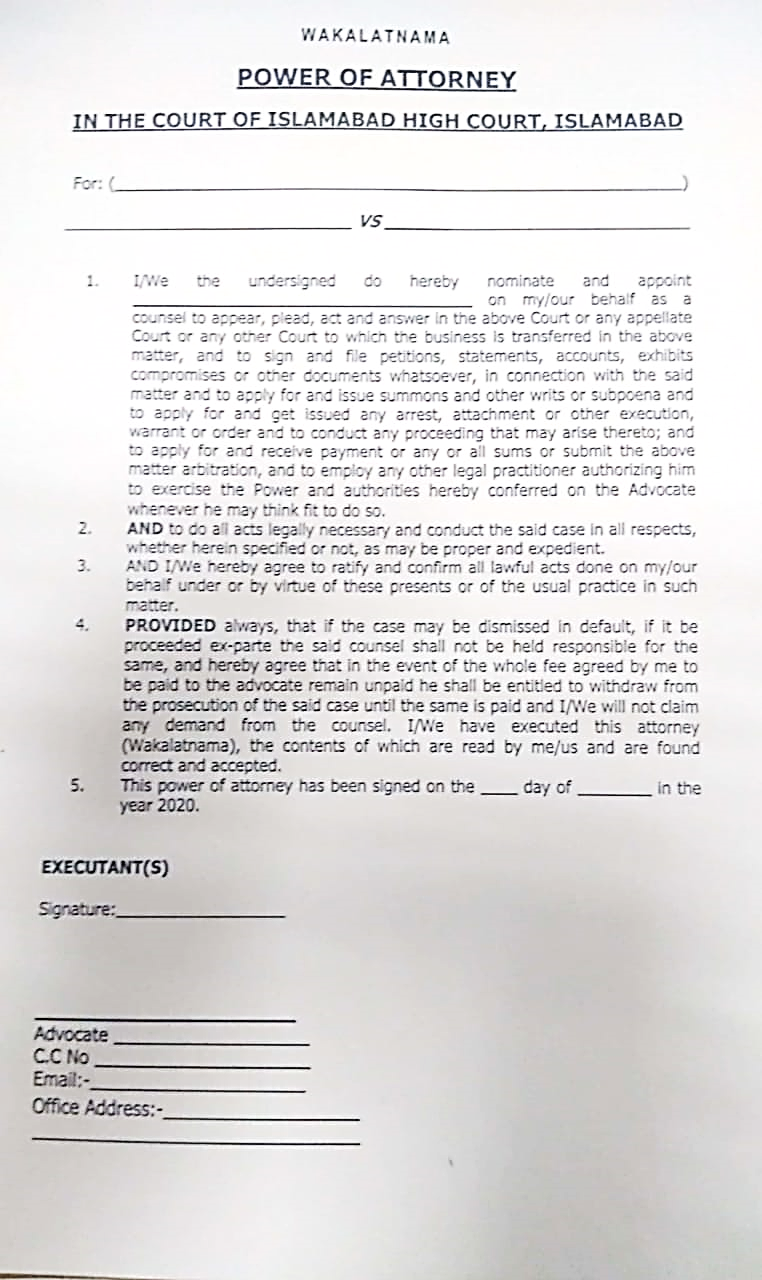 WAKALATNAMA
POWER OF ATTORNEY
IN THE COURT OF ISLAMABAD HIGH COURT, ISLAMABAD
For: (____________________)
____________________ VS ____________________
1. I/We the undersigned do hereby nominate and appoint
____________________ on my/our behalf as a
counsel to appear, plead, act and answer in the above Court or any appellate
Court or any other Court to which the business is transferred in the above
matter, and to sign and file petitions, statements, accounts, exhibits
compromises or other documents whatsoever, in connection with the said
matter and to apply for and issue summons and other writs or subpoena and
to apply for and get issued any arrest, attachment or other execution,
warrant or order and to conduct any proceeding that may arise thereto; and
to apply for and receive payment or any or all sums or submit the above
matter arbitration, and to employ any other legal practitioner authorizing him
to exercise the Power and authorities hereby conferred on the Advocate
whenever he may think fit to do so.
2. AND to do all acts legally necessary and conduct the said case in all respects,
whether herein specified or not, as may be proper and expedient.
3. AND I/We hereby agree to ratify and confirm all lawful acts done on my/our
behalf under or by virtue of these presents or of the usual practice in such
matter.
4. PROVIDED always, that if the case may be dismissed in default, if it be
proceeded ex-parte the said counsel shall not be held responsible for the
same, and hereby agree that in the event of the whole fee agreed by me to
be paid to the advocate remain unpaid he shall be entitled to withdraw from
the prosecution of the said case until the same is paid and I/We will not claim
any demand from the counsel. I/We have executed this attorney
(Wakalatnama), the contents of which are read by me/us and are found
correct and accepted.
5. This power of attorney has been signed on the ____ day of ________ in the
year 2020.
EXECUTANT(S)
Signature:____________________
Advocate ____________________
C.C No ____________________
Email:-____________________
Office Address:-____________________